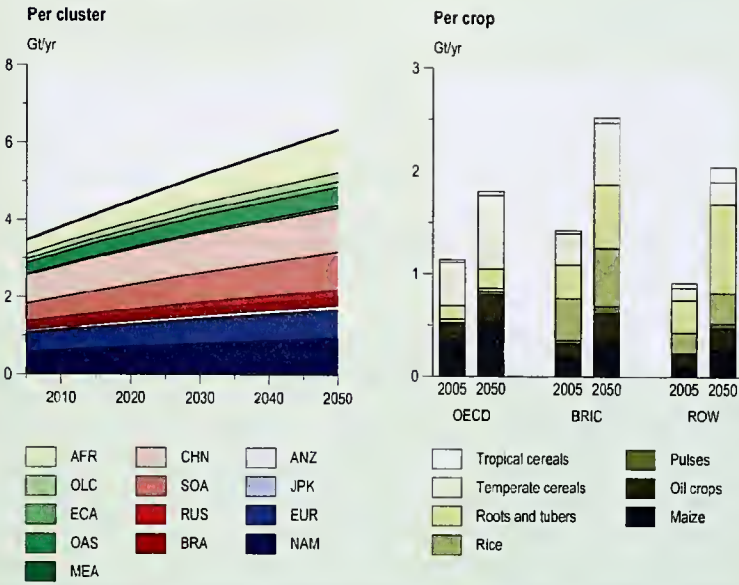 Per cluster
Gt/yr
8
6
4
2
0
2010 2020 2030 2040 2050
AFR CHN ANZ
OLC SOA JPK
ECA RUS EUR
OAS BRA NAM
MEA
Per crop
Gt/yr
3
2
1
0
2005 2050 2005 2050 2005 2050
OECD BRIC ROW
Tropical cereals Pulses
Temperate cereals Oil crops
Roots and tubers Maize
Rice